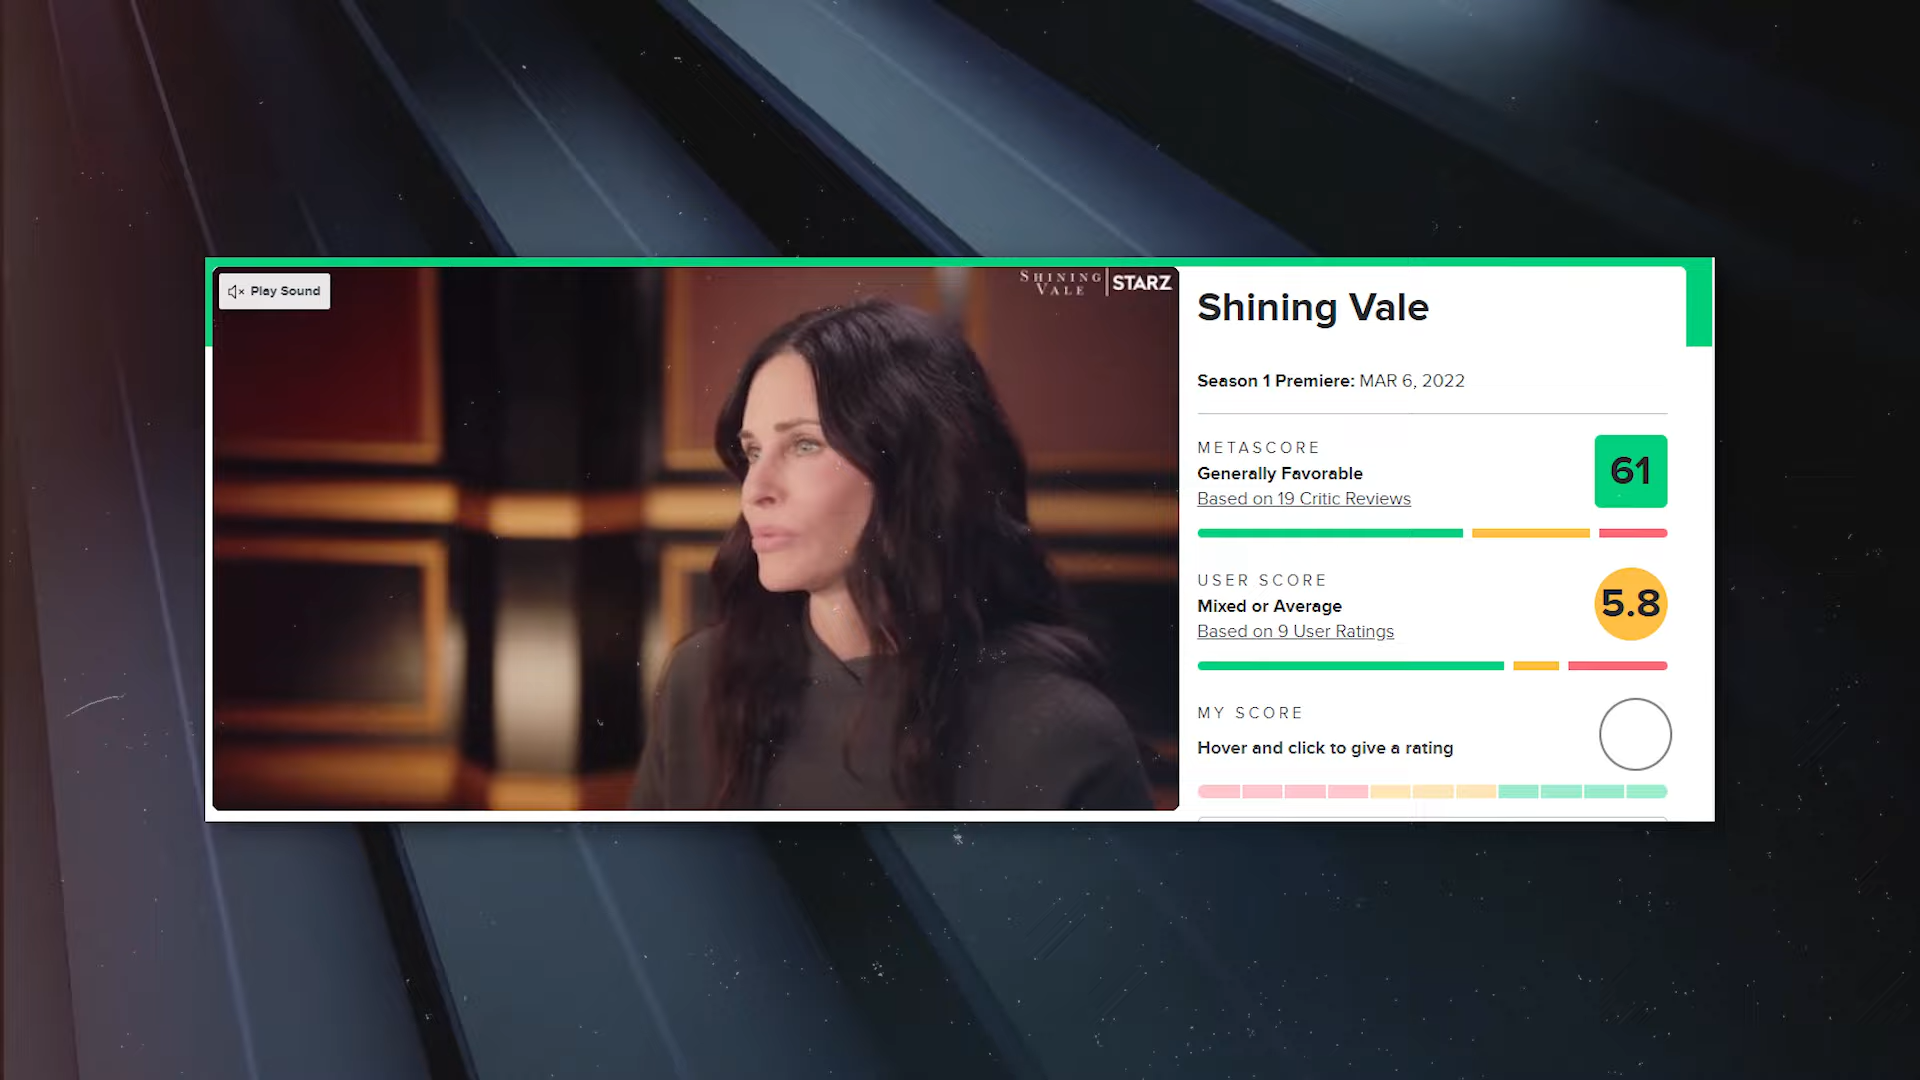 Play Sound
SHINING
VALE
STARZ
Shining Vale
Season 1 Premiere: MAR 6, 2022
METASCORE
Generally Favorable
Based on 19 Critic Reviews
61
USER SCORE
Mixed or Average
Based on 9 User Ratings
5.8
MY SCORE
Hover and click to give a rating